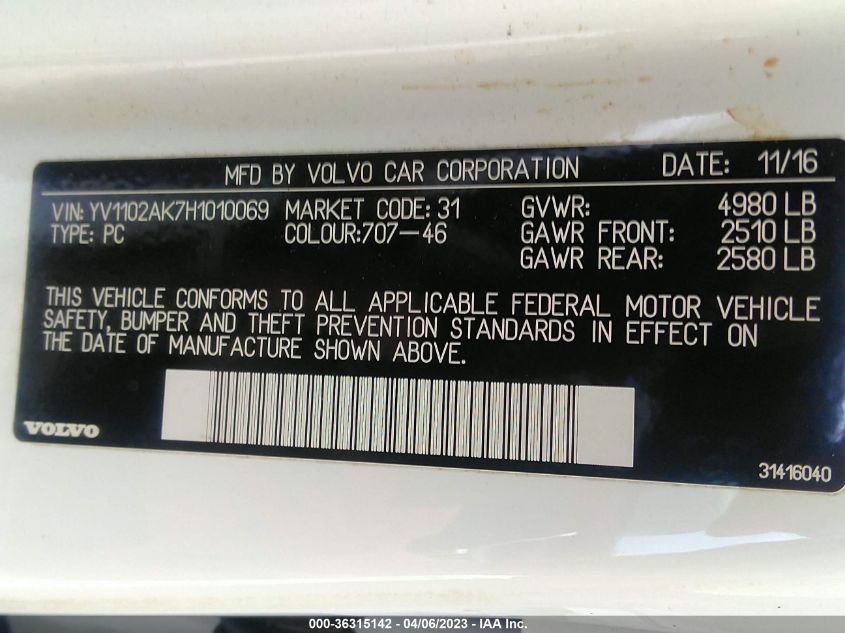 MFD BY VOLVO CAR CORPORATION DATE: 11/16
VIN: YV1102AK7H1010069 MARKET CODE: 31 GVWR: 4980 LB
TYPE: PC COLOUR:707-46 GAWR FRONT: 2510 LB
GAWR REAR: 2580 LB
THIS VEHICLE CONFORMS TO ALL APPLICABLE FEDERAL MOTOR VEHICLE
SAFETY, BUMPER AND THEFT PREVENTION STANDARDS IN EFFECT ON
THE DATE OF MANUFACTURE SHOWN ABOVE.
VOLVO
31416040
000-36315142 - 04/06/2023 - IAA Inc.